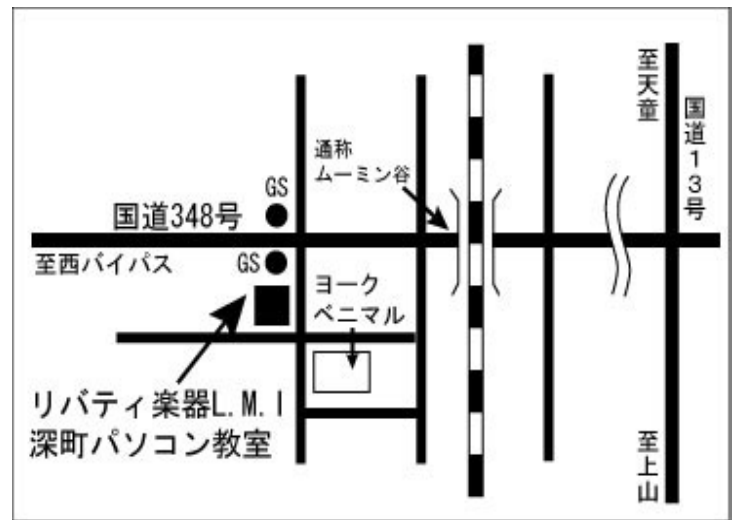 至天童
国道13号
通称
ムーミン谷
GS
国道348号
至西バイパス
GS
ヨーク
ベニマル
リバティ楽器L.M.I
深町パソコン教室
至上山